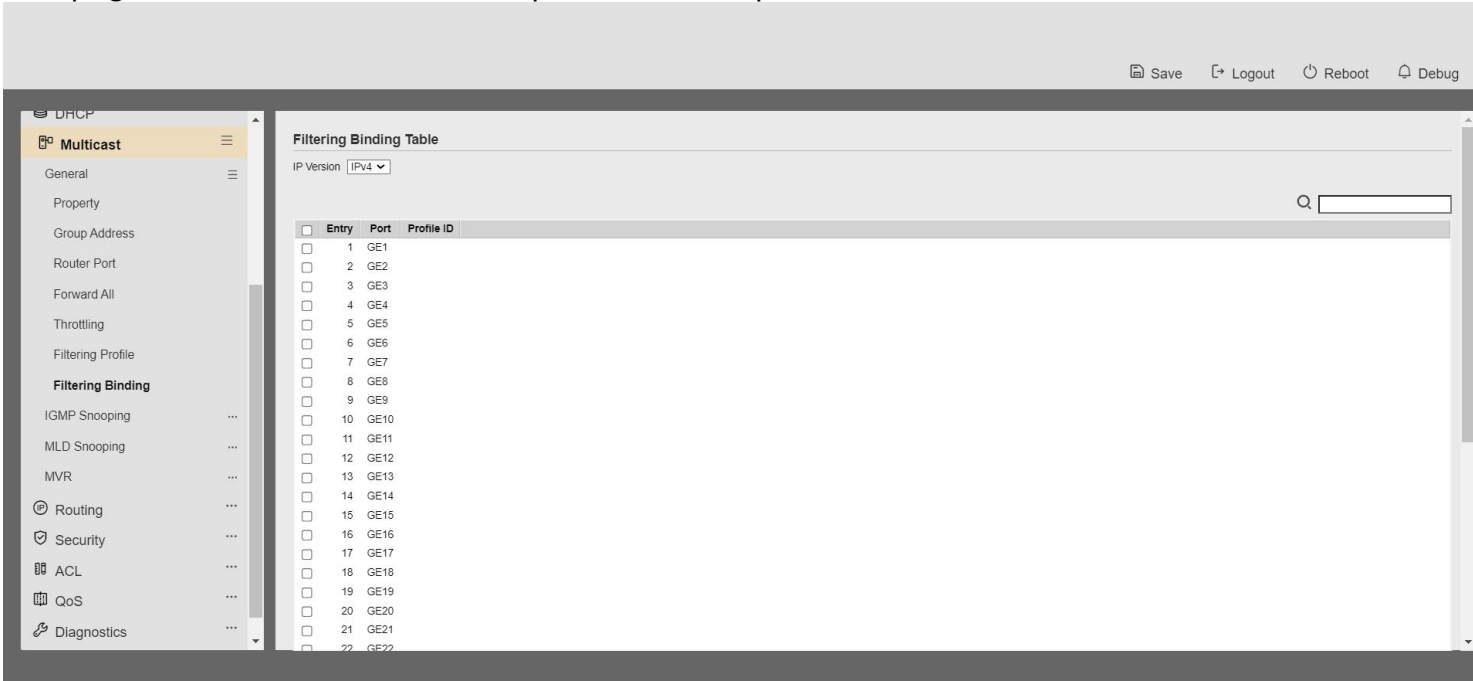 Save Logout Reboot Debug
DHCP
Multicast
General
Property
Group Address
Router Port
Forward All
Throttling
Filtering Profile
Filtering Binding
IGMP Snooping ...
MLD Snooping ...
MVR ...
Routing ...
Security ...
ACL ...
QoS ...
Diagnostics ...
Filtering Binding Table
IP Version IPv4
Entry Port Profile ID
1 GE1
2 GE2
3 GE3
4 GE4
5 GE5
6 GE6
7 GE7
8 GE8
9 GE9
10 GE10
11 GE11
12 GE12
13 GE13
14 GE14
15 GE15
16 GE16
17 GE17
18 GE18
19 GE19
20 GE20
21 GE21
22 GE22